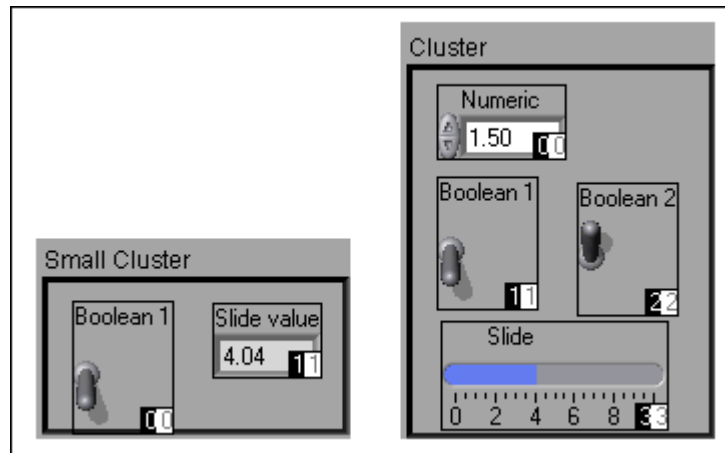 Cluster
Numeric
1.50 0 0
Boolean 1
Boolean 2
1 1
2 2
Slide
0 2 4 6 8 3 3
Small Cluster
Boolean 1
Slide value
4.04 1 1
0 0